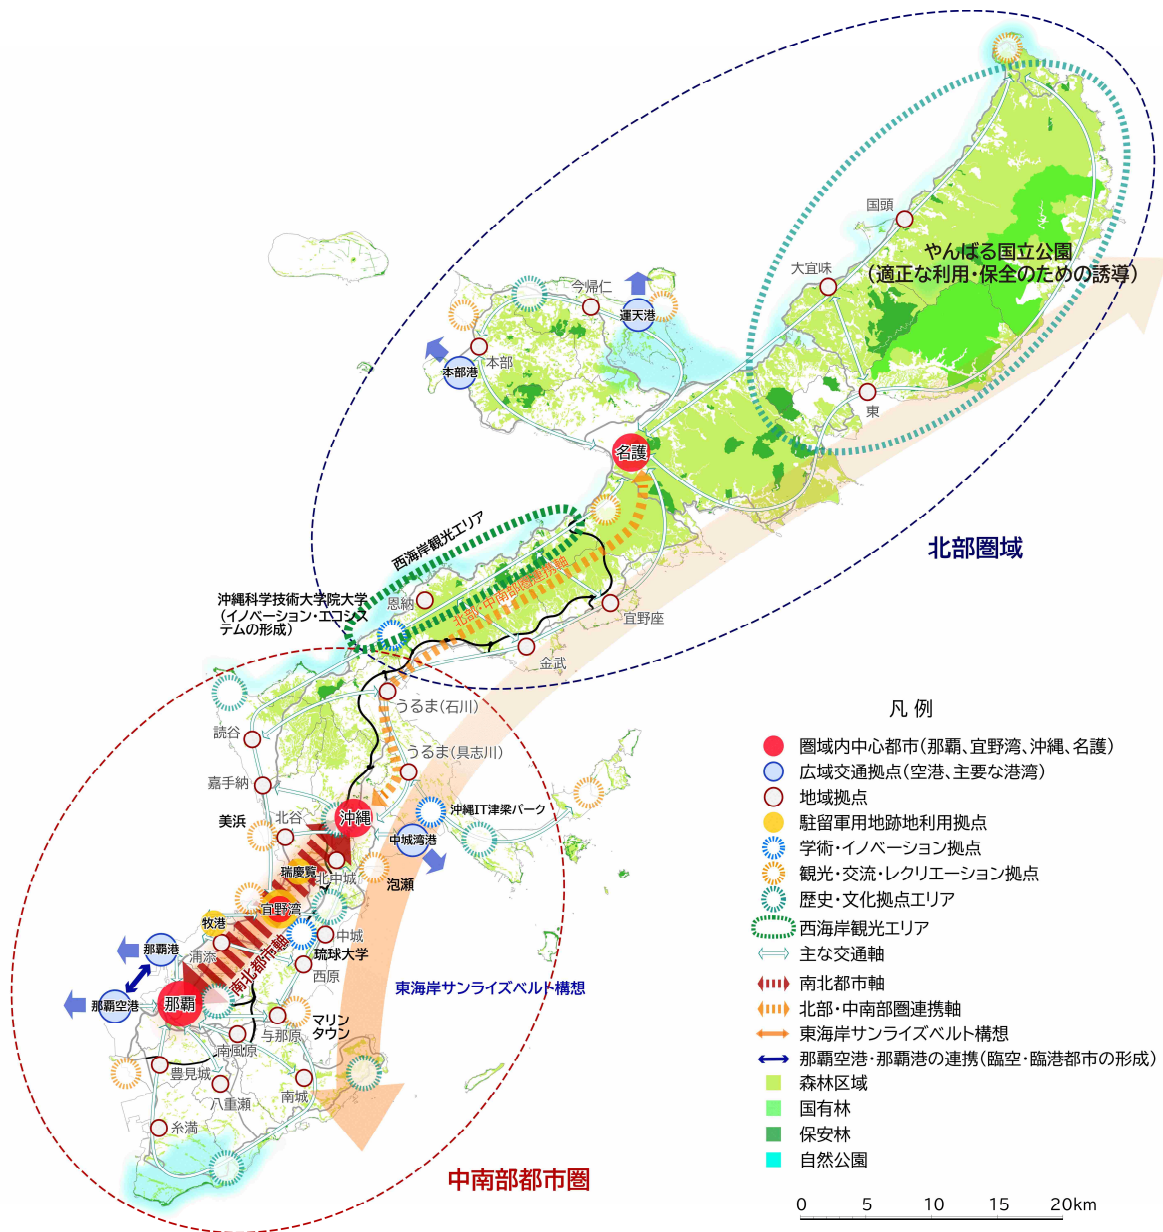 国頭
大宜味
やんばる国立公園
（適正な利用・保全のための誘導）
今帰仁
運天港
本部
本部港
東
名護
北部圏域
西海岸観光エリア
北部・中南部圏連携軸
沖縄科学技術大学院大学
（イノベーション・エコシス
テムの形成）
恩納
宜野座
金武
うるま（石川）
読谷
うるま（具志川）
嘉手納
沖縄IT津梁パーク
北谷
美浜
沖縄
中城湾港
瑞慶覧
北中城
泡瀬
宜野湾
牧港
中城
那覇港
浦添
南北都市軸
琉球大学
西原
東海岸サンライズベルト構想
那覇空港
那覇
与那原
マリン
タウン
南風原
豊見城
八重瀬
南城
糸満
中南部都市圏
凡 例
圏域内中心都市（那覇、宜野湾、沖縄、名護）
広域交通拠点（空港、主要な港湾）
地域拠点
駐留軍用地跡地利用拠点
学術・イノベーション拠点
観光・交流・レクリエーション拠点
歴史・文化拠点エリア
西海岸観光エリア
主な交通軸
南北都市軸
北部・中南部圏連携軸
東海岸サンライズベルト構想
那覇空港・那覇港の連携（臨空・臨港都市の形成）
森林区域
国有林
保安林
自然公園
0 5 10 15 20km